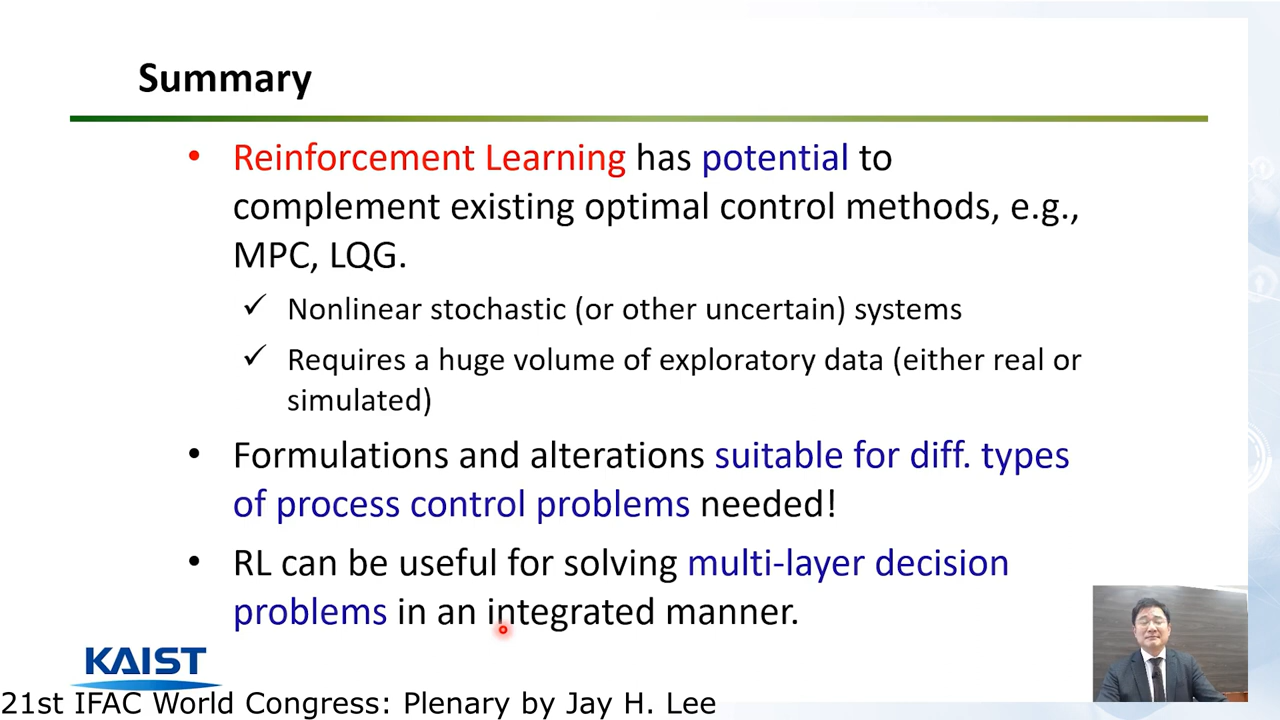 Summary
• Reinforcement Learning has potential to
complement existing optimal control methods, e.g.,
MPC, LQG.
✓ Nonlinear stochastic (or other uncertain) systems
✓ Requires a huge volume of exploratory data (either real or
simulated)
• Formulations and alterations suitable for diff. types
of process control problems needed!
• RL can be useful for solving multi-layer decision
problems in an integrated manner.
KAIST
21st IFAC World Congress: Plenary by Jay H. Lee